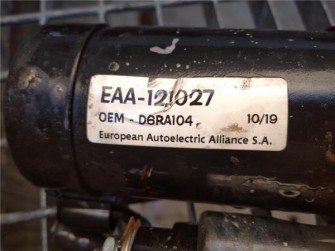 EAA-121027
OEM - D6RA104, 10/19
European Autoelectric Alliance S.A.